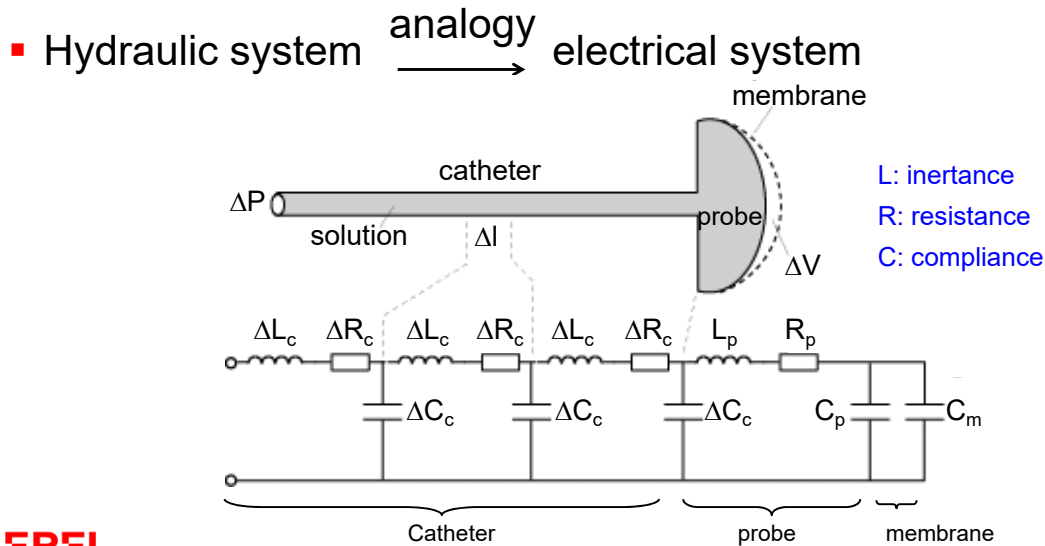 ▪ Hydraulic system analogy electrical system
membrane
catheter
ΔP
solution
Δl
probe
ΔV
L: inertance
R: resistance
C: compliance
ΔLc ΔRc ΔLc ΔRc ΔLc ΔRc Lp Rp
ΔCc ΔCc ΔCc Cp Cm
Catheter probe membrane